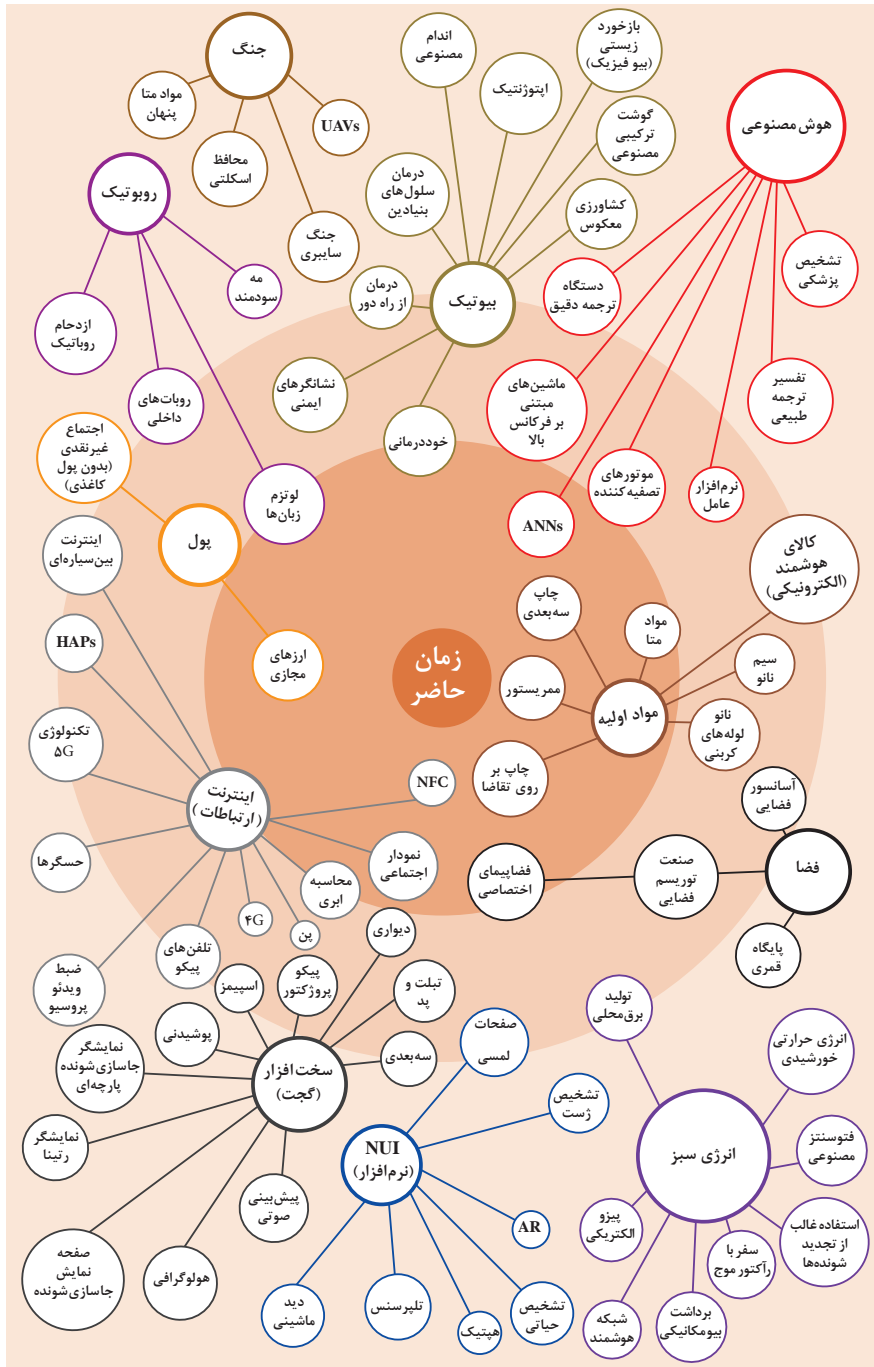 جنگ
مواد متا
پنهان
محافظ
اسکلتی
جنگ
سایبری
UAVs
روبوتیک
ازدحام
روباتیک
روبات‌های
داخلی
لوتزم
زبان‌ها
مه
سودمند
بیوتیک
اندام
مصنوعی
اپتوژنتیک
بازخورد
زیستی
(بیو فیزیک)
گوشت
ترکیبی
مصنوعی
کشاورزی
معکوس
درمان
سلول‌های
بنیادین
درمان
از راه دور
نشانگرهای
ایمنی
خوددرمانی
هوش مصنوعی
تشخیص
پزشکی
تفسیر
ترجمه
طبیعی
نرم‌افزار
عامل
موتورهای
تصفیه‌کننده
ANNs
ماشین‌های
مبتنی
بر فرکانس
بالا
دستگاه
ترجمه دقیق
پول
اجتماع
غیرنقدی
(بدون پول
کاغذی)
ارزهای
مجازی
زمان
حاضر
مواد اولیه
کالای
هوشمند
(الکترونیکی)
سیم
نانو
نانو
لوله‌های
کربنی
مواد
متا
چاپ
سه‌بعدی
ممریستور
چاپ بر
روی تقاضا
اینترنت
(ارتباطات)
اینترنت
بین‌سیاره‌ای
HAPs
تکنولوژی
۵G
حسگرها
ضبط
ویدئو
پروسیو
تلفن‌های
پیکو
۴G
پن
محاسبه
ابری
نمودار
اجتماعی
NFC
فضا
آسانسور
فضایی
صنعت
توریسم
فضایی
فضاپیمای
اختصاصی
پایگاه
قمری
سخت‌افزار
(گجت)
دیواری
تبلت و
پد
سه‌بعدی
پیکو
پروژکتور
اسپیمز
پوشیدنی
نمایشگر
جاسازی‌شونده
پارچه‌ای
نمایشگر
رتینا
صفحه
نمایش
جاسازی‌شونده
هولوگرافی
پیش‌بینی
صوتی
NUI
(نرم‌افزار)
صفحات
لمسی
تشخیص
ژست
AR
تشخیص
حیاتی
هپتیک
تلپرسنس
دید
ماشینی
انرژی سبز
تولید
برق‌محلی
انرژی حرارتی
خورشیدی
فتوسنتز
مصنوعی
استفاده غالب
از تجدید
شونده‌ها
سفر با
رآکتور موج
برداشت
بیومکانیکی
شبکه
هوشمند
پیزو
الکتریکی